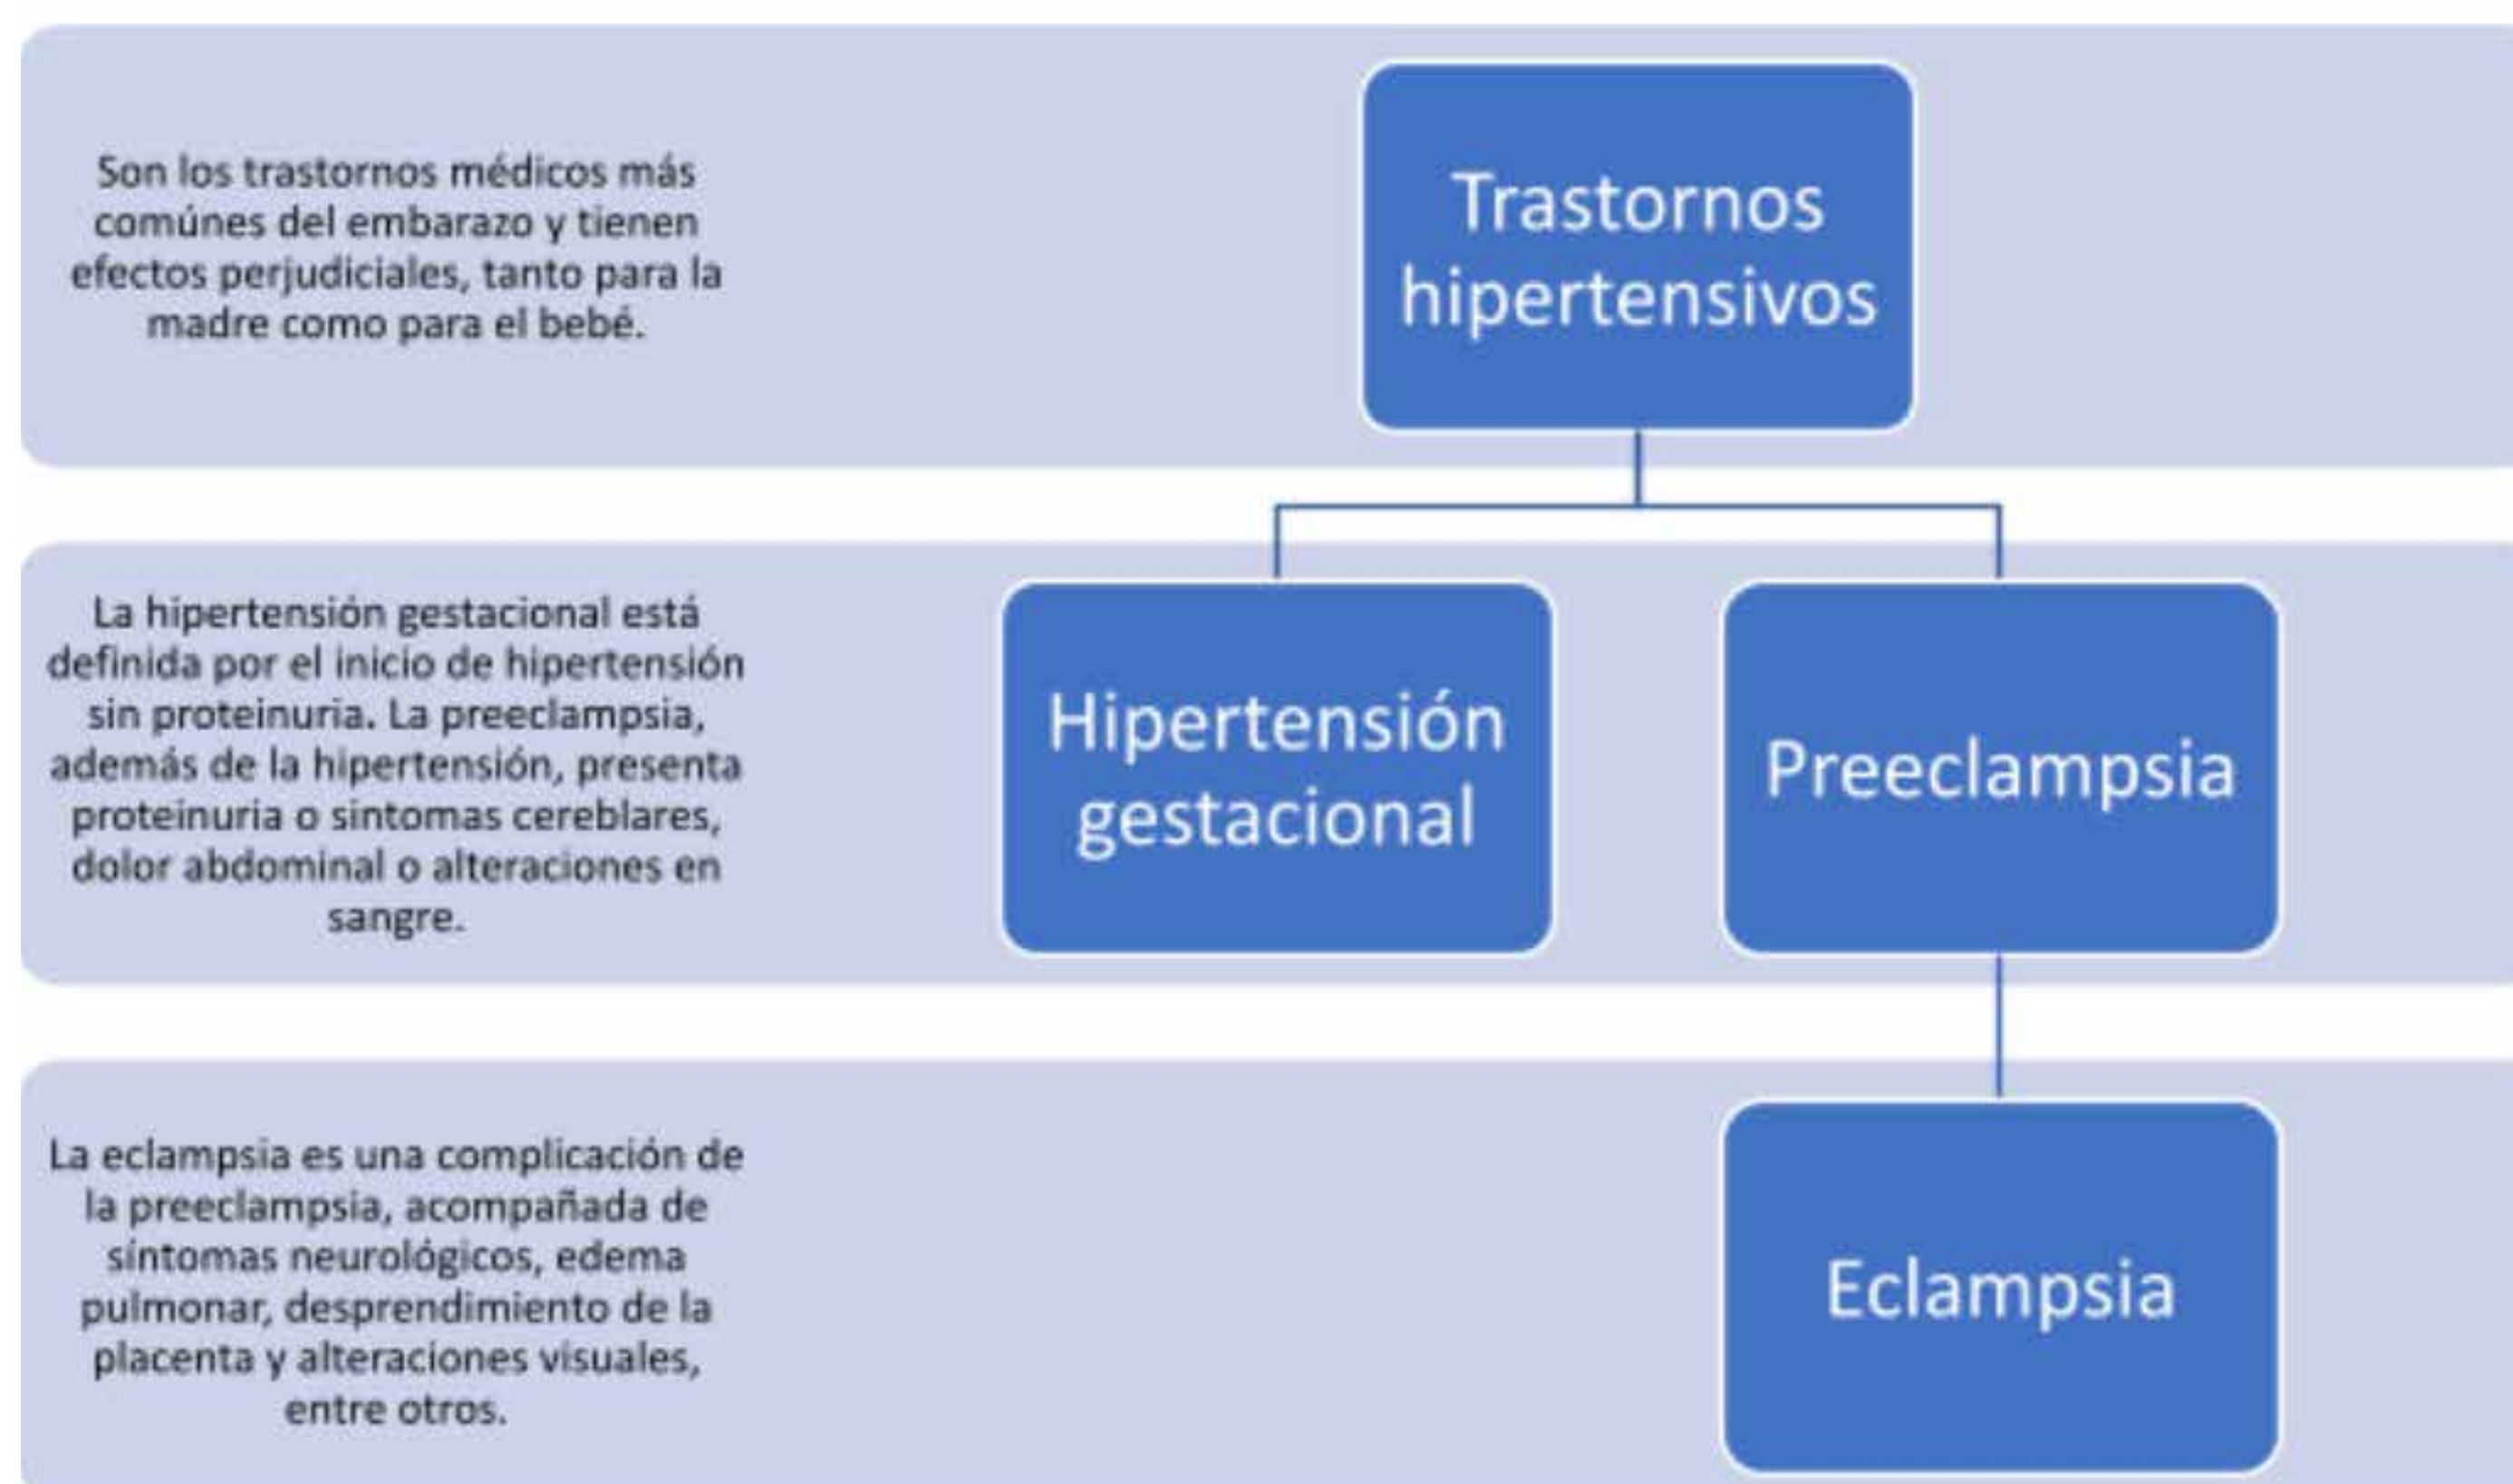 Son los trastornos médicos más
comúnes del embarazo y tienen
efectos perjudiciales, tanto para la
madre como para el bebé.
Trastornos
hipertensivos
La hipertensión gestacional está
definida por el inicio de hipertensión
sin proteinuria. La preeclampsia,
además de la hipertensión, presenta
proteinuria o sintomas cereblares,
dolor abdominal o alteraciones en
sangre.
Hipertensión
gestacional
Preeclampsia
La eclampsia es una complicación de
la preeclampsia, acompañada de
síntomas neurológicos, edema
pulmonar, desprendimiento de la
placenta y alteraciones visuales,
entre otros.
Eclampsia